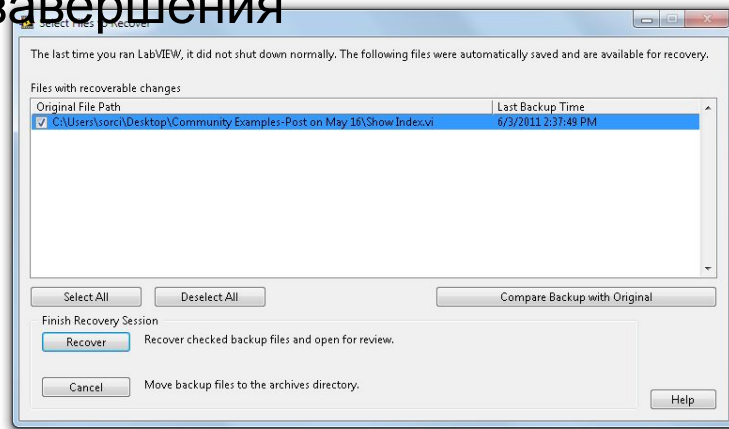 завершения
Select Files to Recover
The last time you ran LabVIEW, it did not shut down normally. The following files were automatically saved and are available for recovery.
Files with recoverable changes
Original File Path Last Backup Time
C:\Users\sorci\Desktop\Community Examples-Post on May 16\Show Index.vi 6/3/2011 2:37:49 PM
Select All Deselect All Compare Backup with Original
Finish Recovery Session
Recover Recover checked backup files and open for review.
Cancel Move backup files to the archives directory.
Help